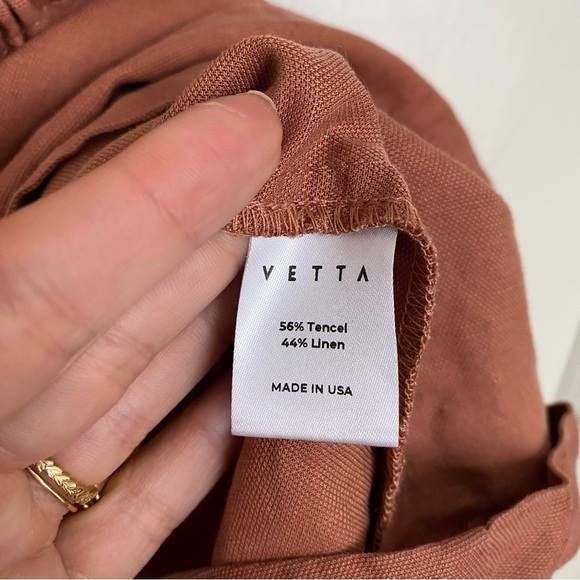 VETTA
56% Tencel
44% Linen
MADE IN USA